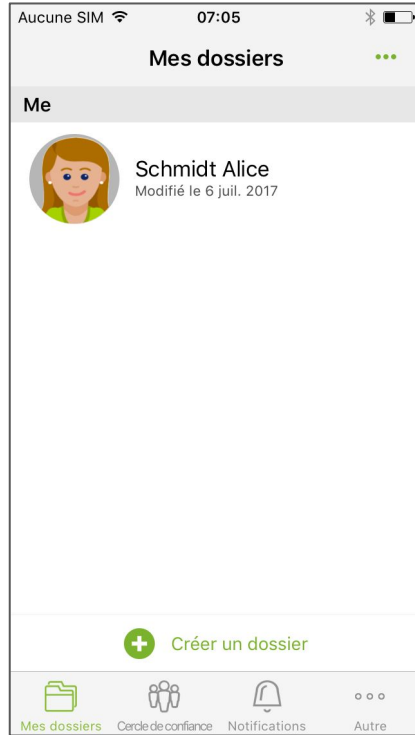 Aucune SIM 07:05
Mes dossiers
Me
Schmidt Alice
Modifié le 6 juil. 2017
Créer un dossier
Mes dossiers Cercle de confiance Notifications Autre